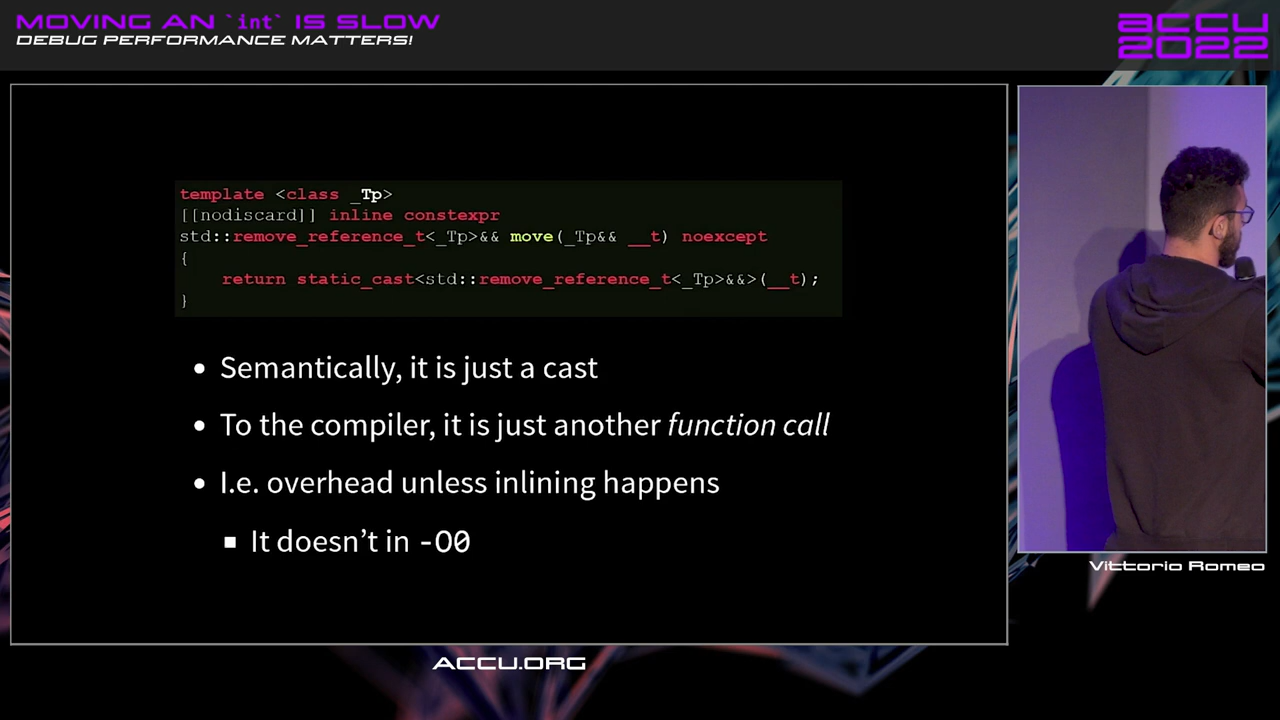 MOVING AN `int` IS SLOW
DEBUG PERFORMANCE MATTERS!
accu
2022
template <class _Tp>
[[nodiscard]] inline constexpr
std::remove_reference_t<_Tp>&& move(_Tp&& __t) noexcept
{
    return static_cast<std::remove_reference_t<_Tp>&&>(__t);
}
• Semantically, it is just a cast
• To the compiler, it is just another function call
• I.e. overhead unless inlining happens
▪ It doesn’t in -O0
Vittorio Romeo
ACCU.ORG